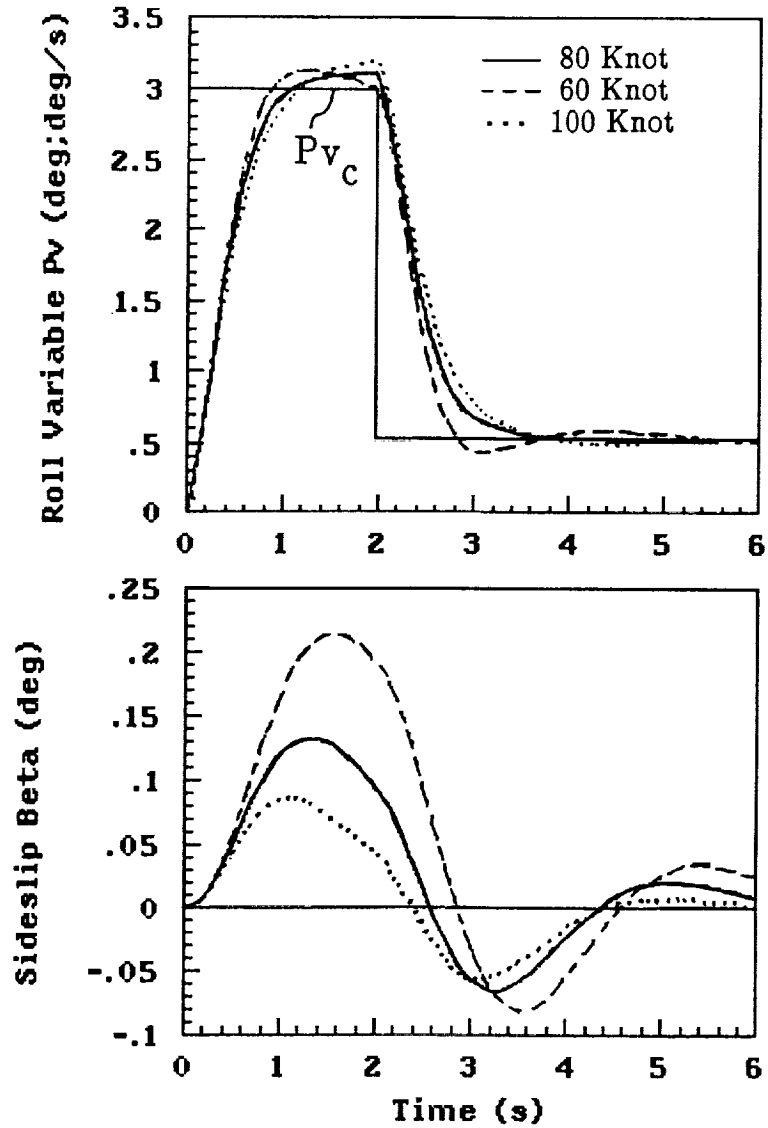 Roll Variable Pv (deg;deg/s)
3.5
3
2.5
2
1.5
1
.5
0
80 Knot
60 Knot
100 Knot
Pv_c
0 1 2 3 4 5 6
Sideslip Beta (deg)
.25
.2
.15
.1
.05
0
-.05
-.1
0 1 2 3 4 5 6
Time (s)